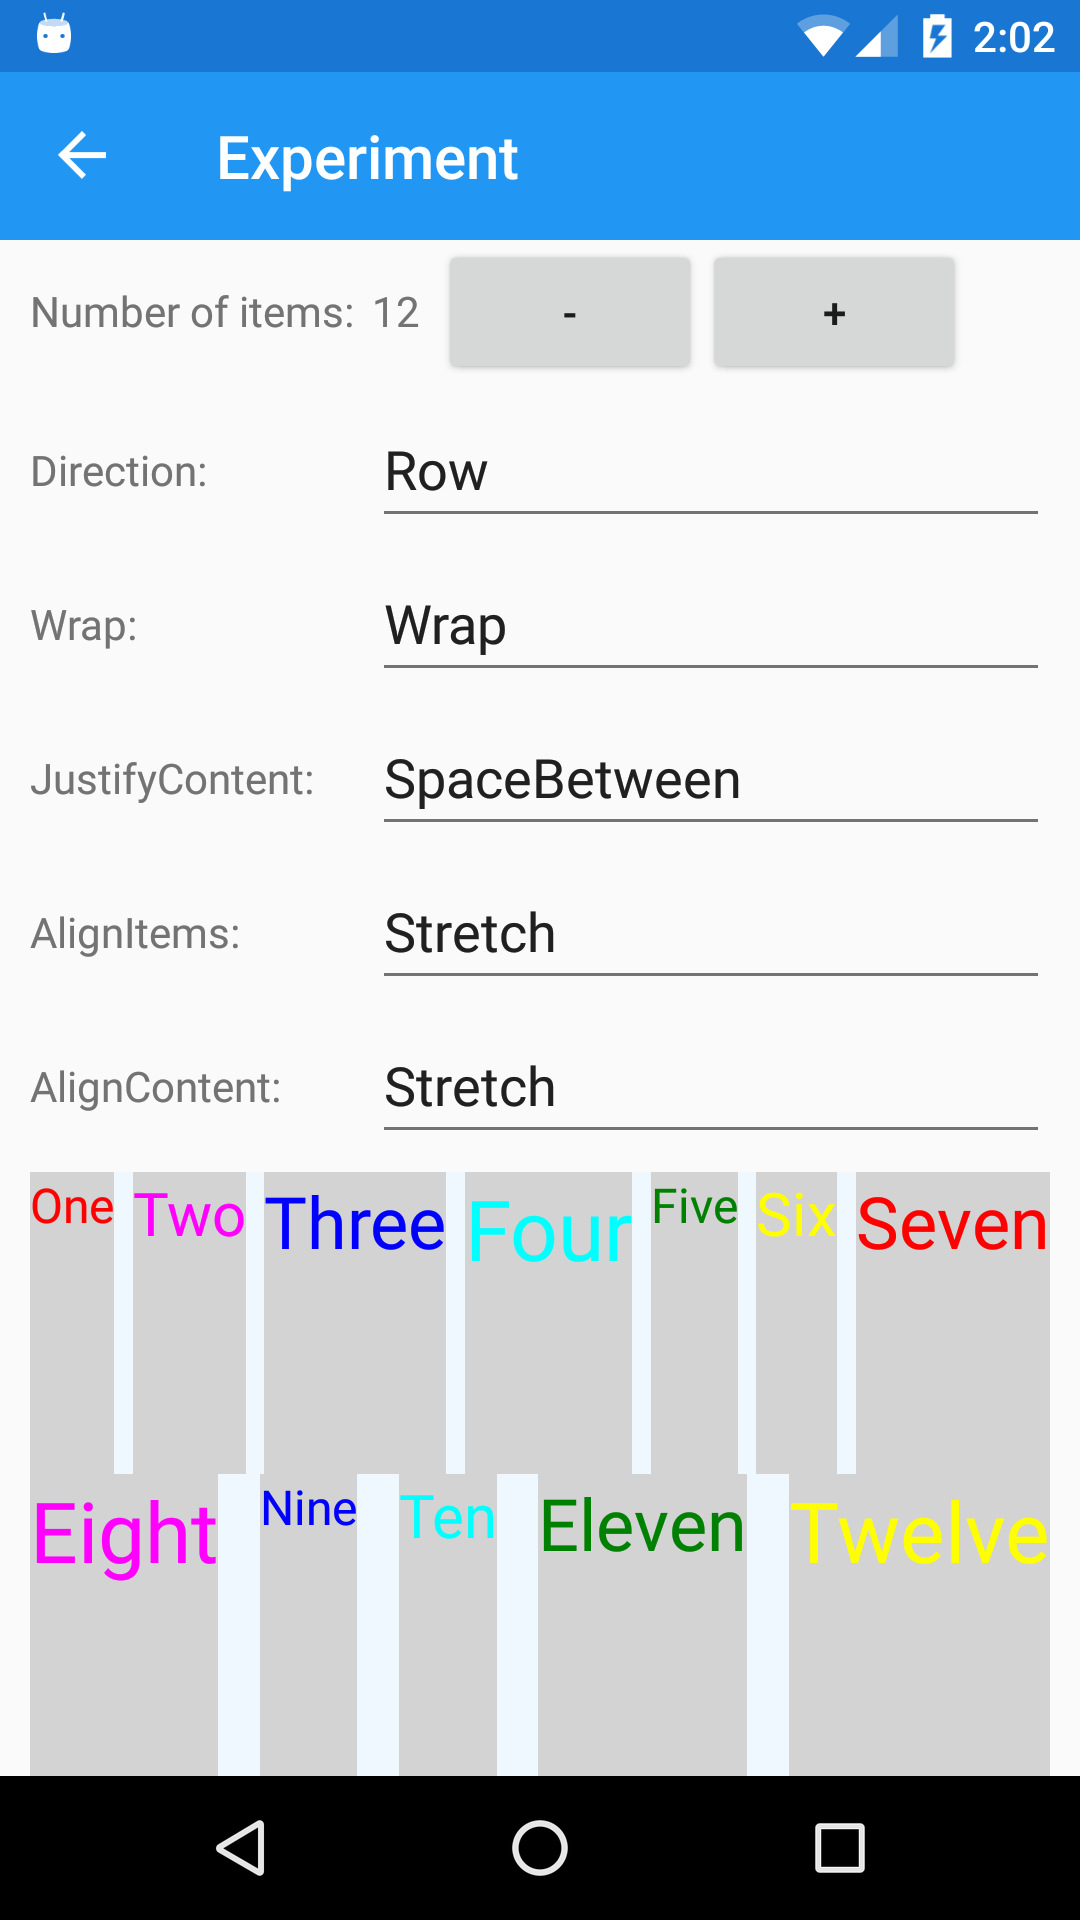 2:02
Experiment
Number of items: 12 - +
Direction: Row
Wrap: Wrap
JustifyContent: SpaceBetween
AlignItems: Stretch
AlignContent: Stretch
One Two Three Four Five Six Seven
Eight Nine Ten Eleven Twelve